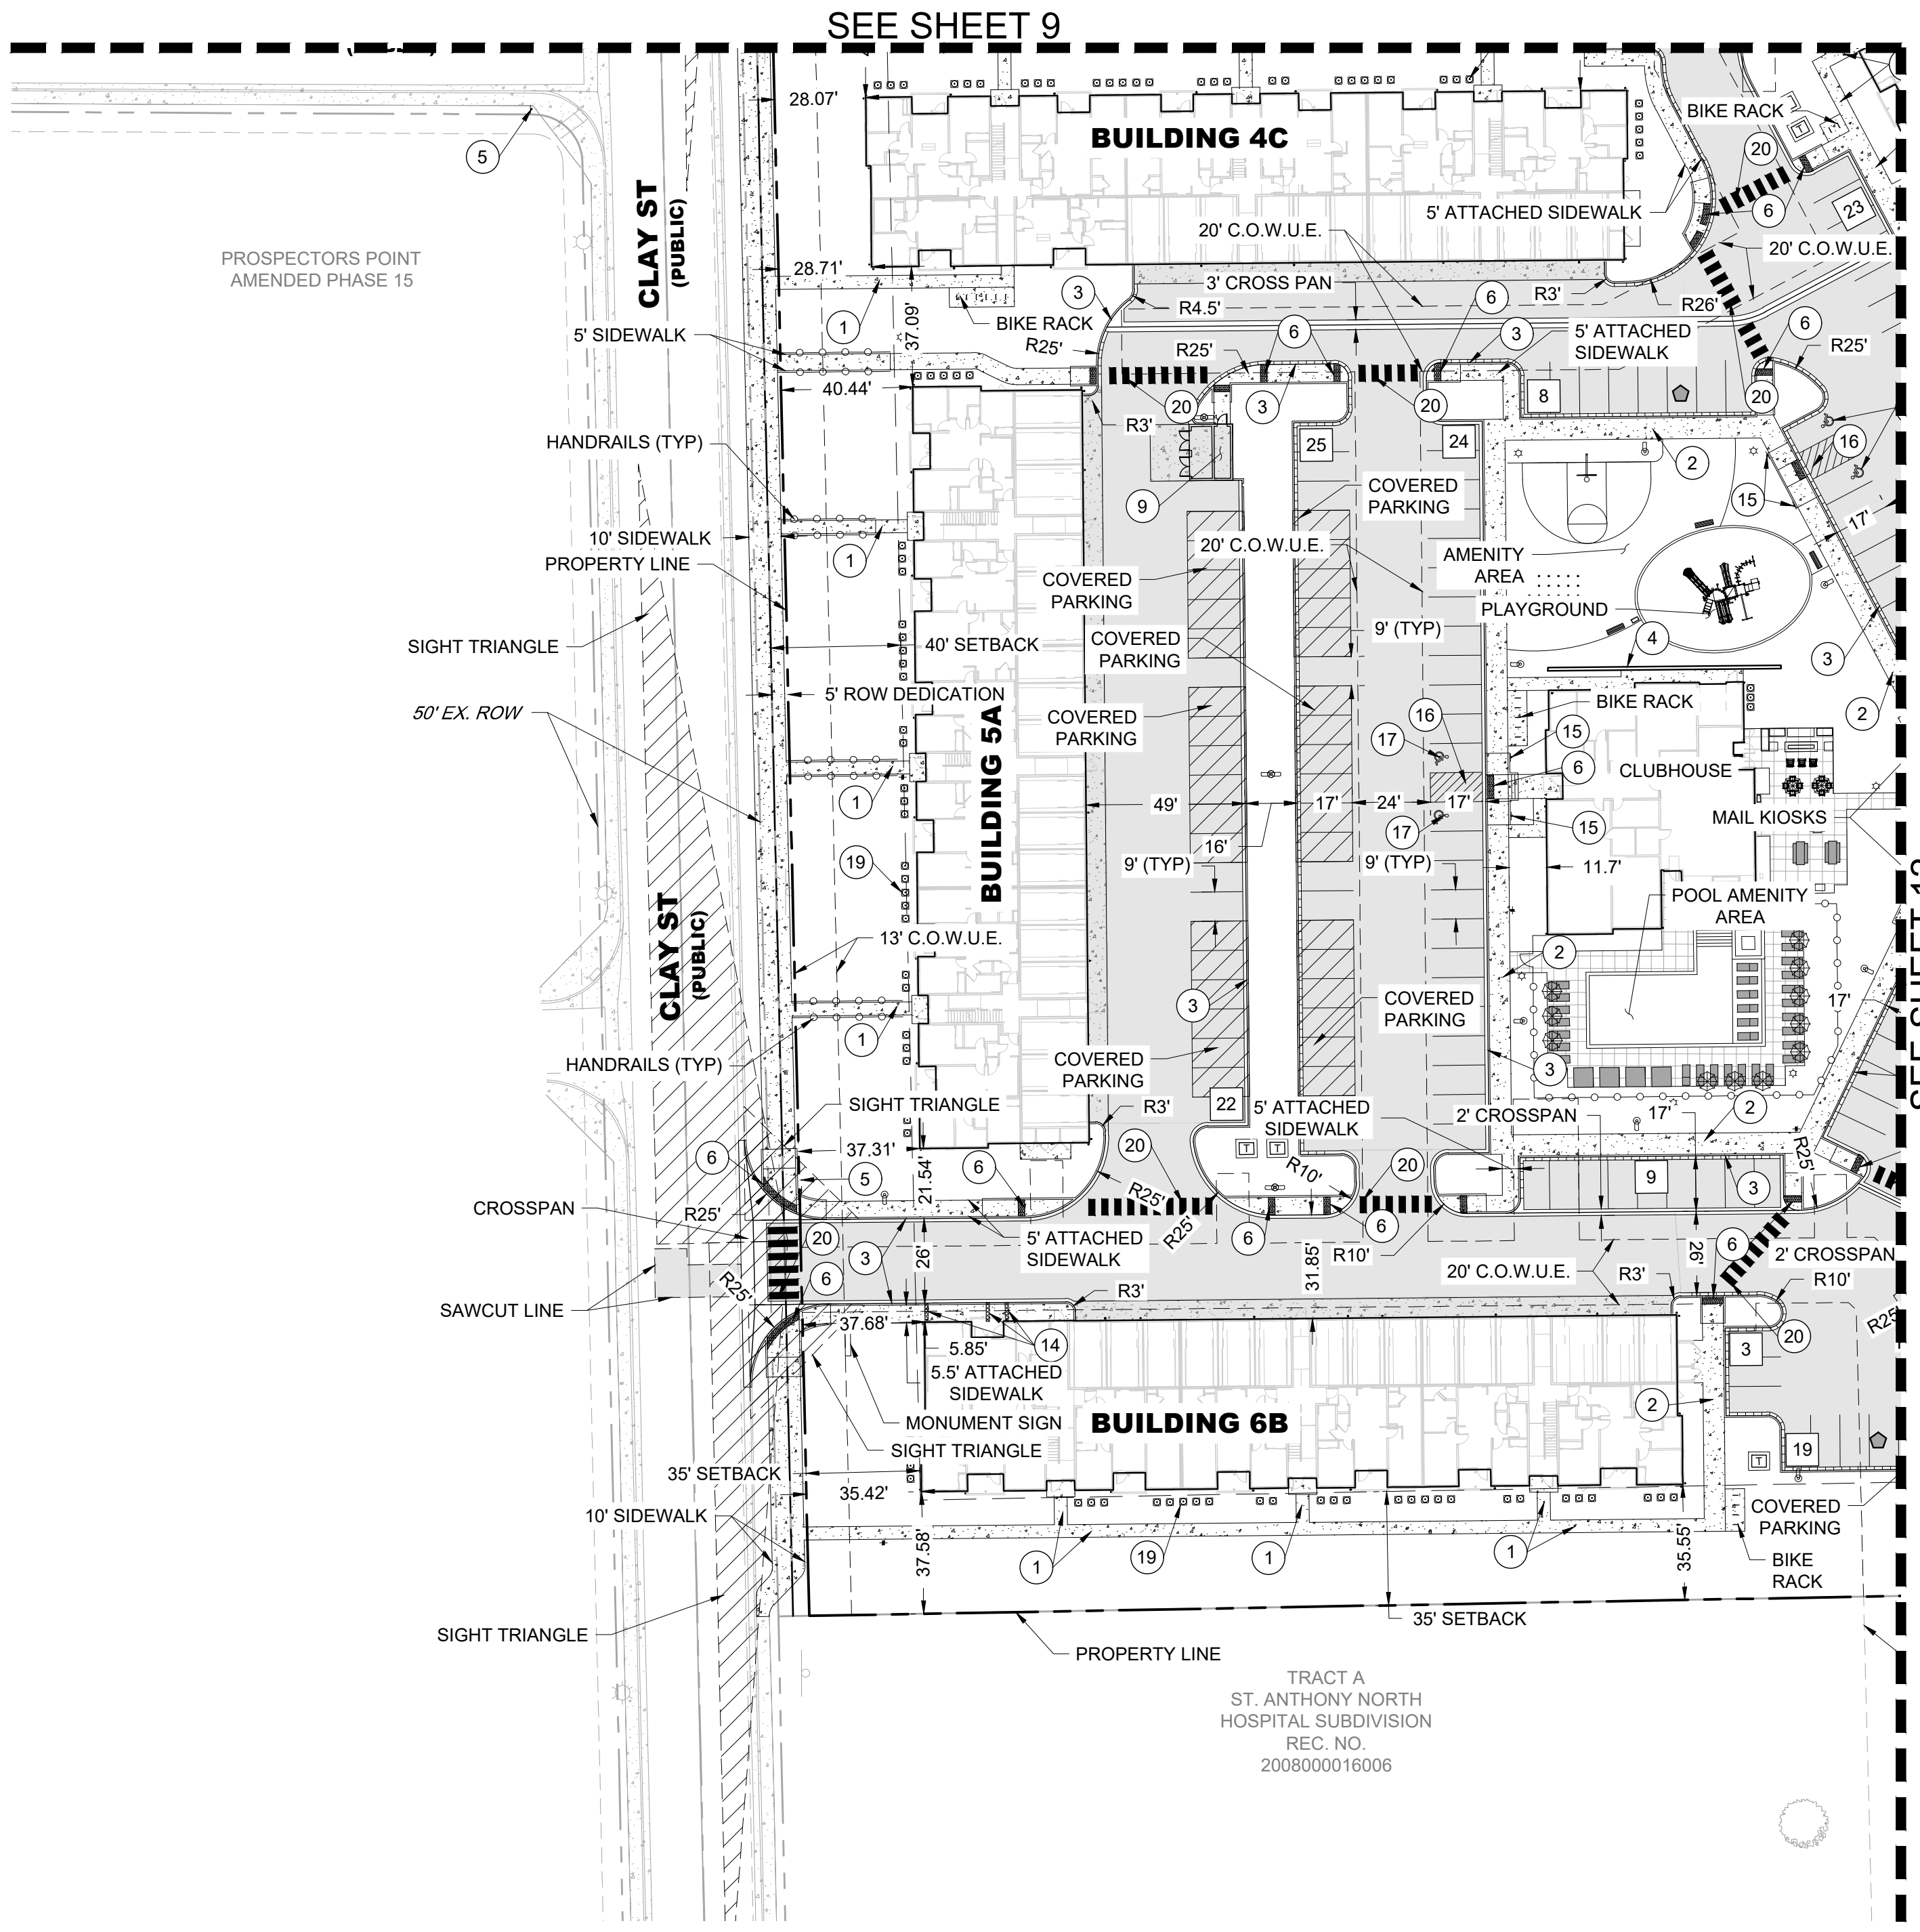 SEE SHEET 9
28.07'
BUILDING 4C
BIKE RACK
20
5
6
23
CLAY ST
(PUBLIC)
5' ATTACHED SIDEWALK
20' C.O.W.U.E.
20' C.O.W.U.E.
PROSPECTORS POINT
AMENDED PHASE 15
28.71'
3' CROSS PAN
3
6
R3'
R26'
R4.5'
1
37.09'
BIKE RACK
6
3
5' ATTACHED
SIDEWALK
6
R25'
5' SIDEWALK
R25'
R25'
40.44'
20
3
20
8
20
R3'
HANDRAILS (TYP)
25
24
2
16
COVERED
PARKING
15
9
17'
10' SIDEWALK
20' C.O.W.U.E.
AMENITY
AREA
PROPERTY LINE
1
COVERED
PARKING
PLAYGROUND
9' (TYP)
SIGHT TRIANGLE
40' SETBACK
COVERED
PARKING
4
3
5' ROW DEDICATION
50' EX. ROW
COVERED
PARKING
BUILDING 5A
16
BIKE RACK
2
17
15
6
CLUBHOUSE
1
49'
17'
24'
17'
MAIL KIOSKS
17
15
16'
19
9' (TYP)
9' (TYP)
11.7'
SEE SHEET 12
CLAY ST
(PUBLIC)
POOL AMENITY
AREA
13' C.O.W.U.E.
2
3
COVERED
PARKING
17'
1
HANDRAILS (TYP)
COVERED
PARKING
3
SIGHT TRIANGLE
22
R3'
5' ATTACHED
SIDEWALK
2' CROSSPAN
17'
2
6
37.31'
20
5
6
21.54'
R10'
20
R25'
9
3
CROSSPAN
R25'
R25'
R25'
20
3
5' ATTACHED
SIDEWALK
6
6
R10'
6
2' CROSSPAN
26'
31.85'
26'
6
R25'
20' C.O.W.U.E.
R3'
R10'
SAWCUT LINE
R3'
R25'
37.68'
14
20
5.85'
3
5.5' ATTACHED
SIDEWALK
MONUMENT SIGN
BUILDING 6B
2
SIGHT TRIANGLE
19
35' SETBACK
35.42'
COVERED
PARKING
10' SIDEWALK
37.58'
35.55'
1
19
1
1
BIKE
RACK
SIGHT TRIANGLE
35' SETBACK
PROPERTY LINE
TRACT A
ST. ANTHONY NORTH
HOSPITAL SUBDIVISION
REC. NO.
2008000016006